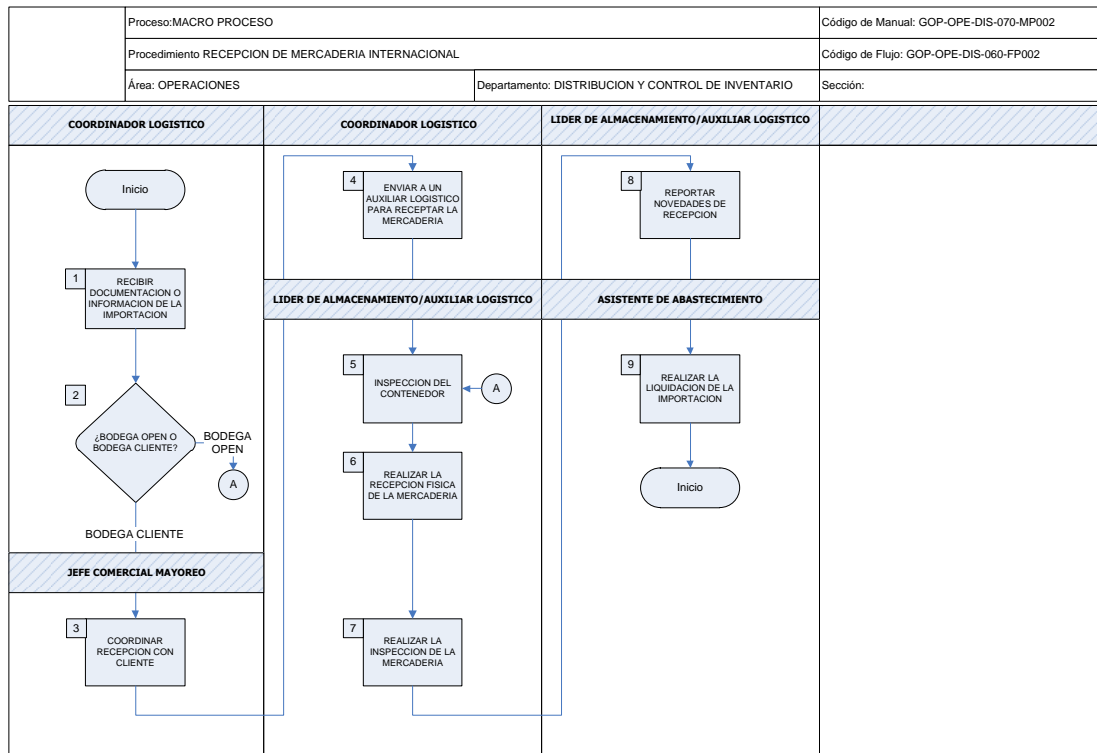 Proceso:MACRO PROCESO
Código de Manual: GOP-OPE-DIS-070-MP002
Procedimiento RECEPCION DE MERCADERIA INTERNACIONAL
Código de Flujo: GOP-OPE-DIS-060-FP002
Área: OPERACIONES
Departamento: DISTRIBUCION Y CONTROL DE INVENTARIO
Sección:
COORDINADOR LOGISTICO
Inicio
1
RECIBIR
DOCUMENTACION O
INFORMACION DE LA
IMPORTACION
2
¿BODEGA OPEN O
BODEGA CLIENTE?
BODEGA
OPEN
A
BODEGA CLIENTE
JEFE COMERCIAL MAYOREO
3
COORDINAR
RECEPCION CON
CLIENTE
COORDINADOR LOGISTICO
4
ENVIAR A UN
AUXILIAR LOGISTICO
PARA RECEPTAR LA
MERCADERIA
LIDER DE ALMACENAMIENTO/AUXILIAR LOGISTICO
5
INSPECCION DEL
CONTENEDOR
A
6
REALIZAR LA
RECEPCION FISICA
DE LA MERCADERIA
7
REALIZAR LA
INSPECCION DE LA
MERCADERIA
LIDER DE ALMACENAMIENTO/AUXILIAR LOGISTICO
8
REPORTAR
NOVEDADES DE
RECEPCION
ASISTENTE DE ABASTECIMIENTO
9
REALIZAR LA
LIQUIDACION DE LA
IMPORTACION
Inicio